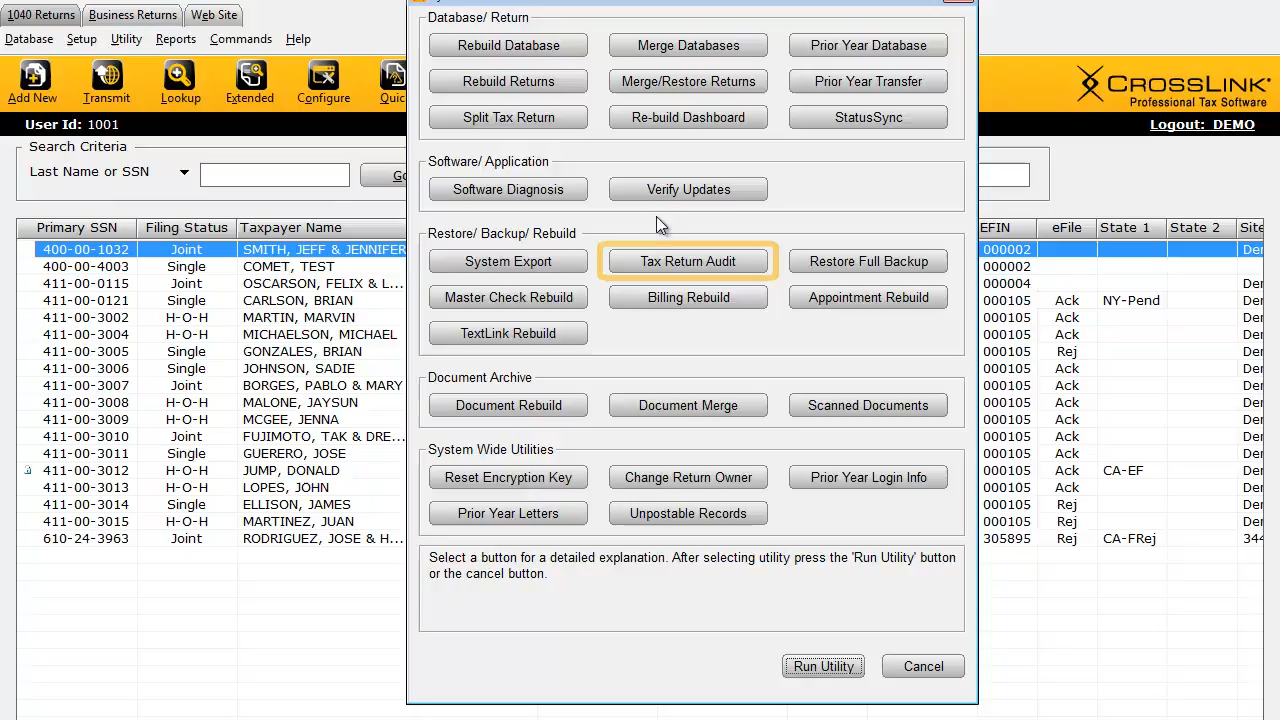 1040 Returns Business Returns Web Site
Database Setup Utility Reports Commands Help
Add New Transmit Lookup Extended Configure
CROSSLINK
Professional Tax Software
User Id: 1001
Logout: DEMO
Search Criteria
Last Name or SSN
Primary SSN Filing Status Taxpayer Name EFIN eFile State 1 State 2
400-00-1032 Joint SMITH, JEFF & JENNIFER 000002
400-00-4003 Single COMET, TEST 000002
411-00-0115 Joint OSCARSON, FELIX & L... 000004
411-00-0121 Single CARLSON, BRIAN 000105 Ack NY-Pend
411-00-3002 H-O-H MARTIN, MARVIN 000105 Ack
411-00-3004 H-O-H MICHAELSON, MICHAEL 000105 Ack
411-00-3005 Single GONZALES, BRIAN 000105 Rej
411-00-3006 Single JOHNSON, SADIE 000105 Ack
411-00-3007 Joint BORGES, PABLO & MARY 000105 Ack
411-00-3008 H-O-H MALONE, JAYSUN 000105 Ack
411-00-3009 H-O-H MCGEE, JENNA 000105 Ack
411-00-3010 Joint FUJIMOTO, TAK & DRE... 000105 Ack
411-00-3011 Single GUERERO, JOSE 000105 Ack
411-00-3012 H-O-H JUMP, DONALD 000105 Ack CA-EF
411-00-3013 H-O-H LOPES, JOHN 000105 Ack
411-00-3014 Single ELLISON, JAMES 000105 Rej
411-00-3015 H-O-H MARTINEZ, JUAN 000105 Rej
610-24-3963 Joint RODRIGUEZ, JOSE & H... 305895 Rej CA-FRej
Database/ Return
Rebuild Database Merge Databases Prior Year Database
Rebuild Returns Merge/Restore Returns Prior Year Transfer
Split Tax Return Re-build Dashboard StatusSync
Software/ Application
Software Diagnosis Verify Updates
Restore/ Backup/ Rebuild
System Export Tax Return Audit Restore Full Backup
Master Check Rebuild Billing Rebuild Appointment Rebuild
TextLink Rebuild
Document Archive
Document Rebuild Document Merge Scanned Documents
System Wide Utilities
Reset Encryption Key Change Return Owner Prior Year Login Info
Prior Year Letters Unpostable Records
Select a button for a detailed explanation. After selecting utility press the 'Run Utility' button
or the cancel button.
Run Utility Cancel